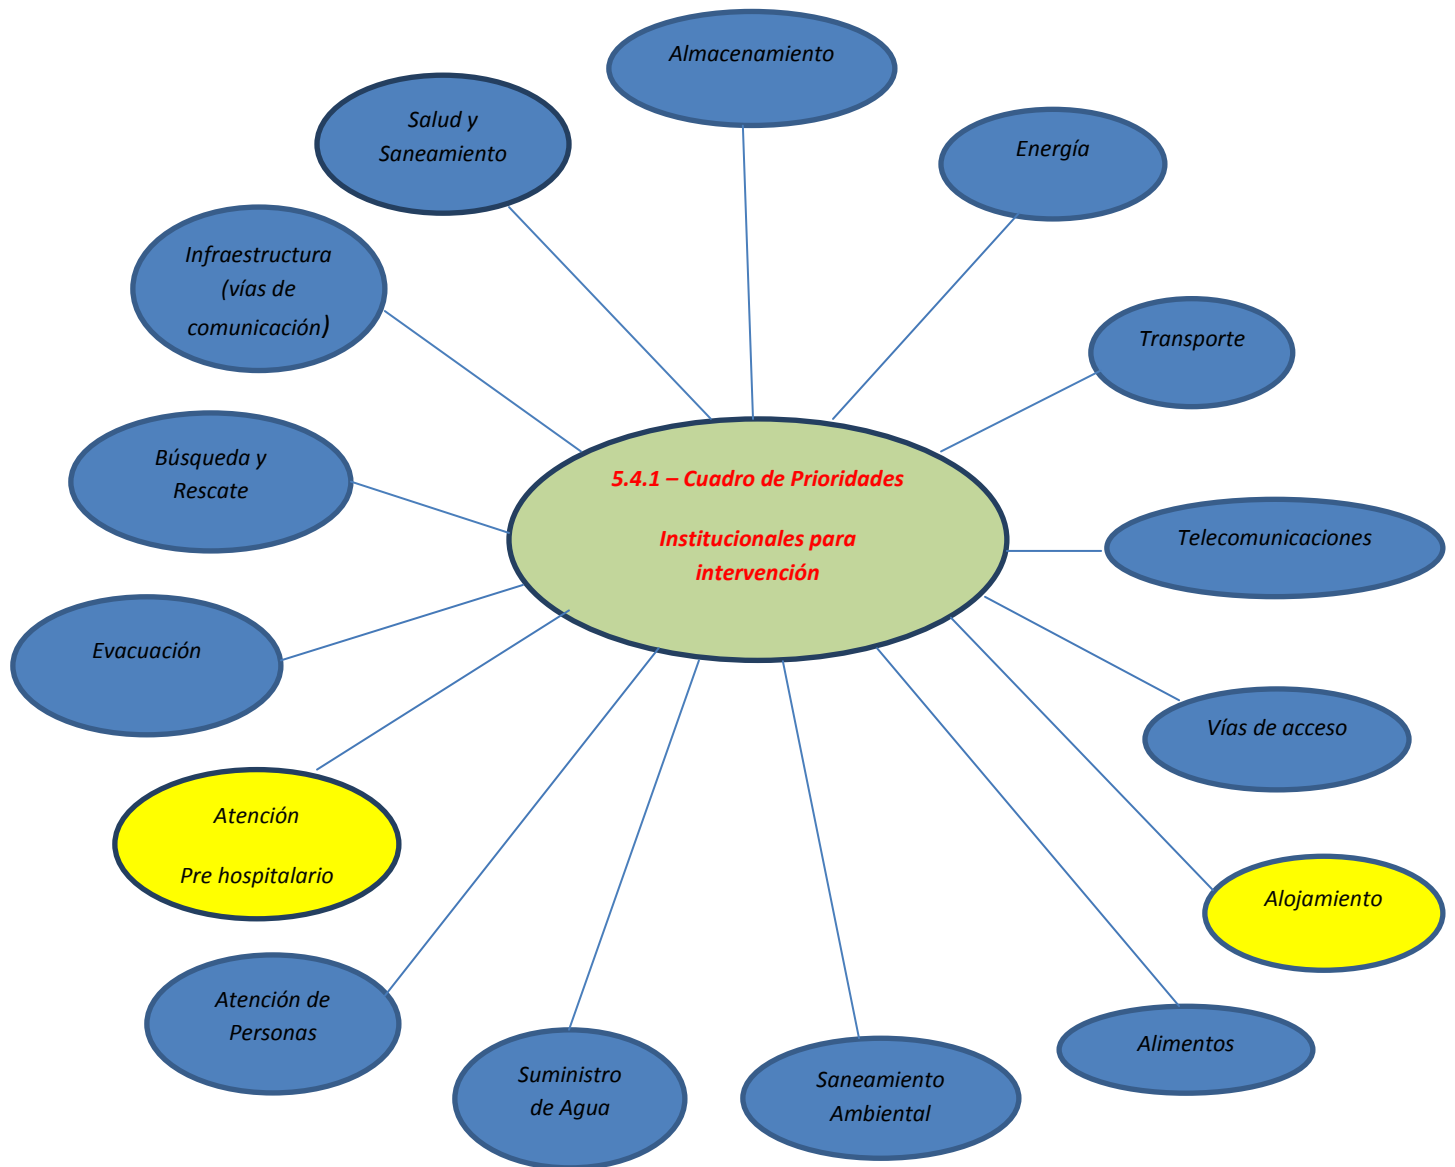 Almacenamiento
Salud y
Saneamiento
Energía
Infraestructura
(vías de
comunicación)
Transporte
Búsqueda y
Rescate
5.4.1 – Cuadro de Prioridades
Institucionales para
intervención
Telecomunicaciones
Evacuación
Vías de acceso
Atención
Pre hospitalario
Alojamiento
Atención de
Personas
Suministro
de Agua
Saneamiento
Ambiental
Alimentos